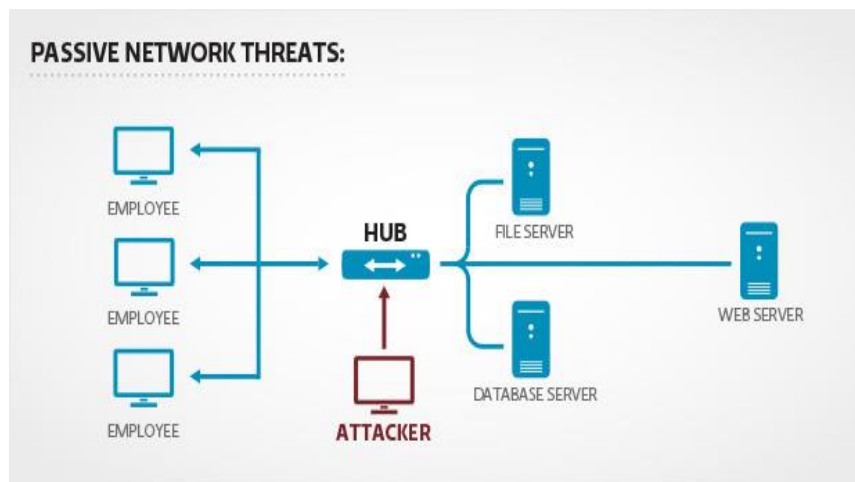 PASSIVE NETWORK THREATS:
EMPLOYEE
EMPLOYEE
EMPLOYEE
HUB
ATTACKER
FILE SERVER
DATABASE SERVER
WEB SERVER